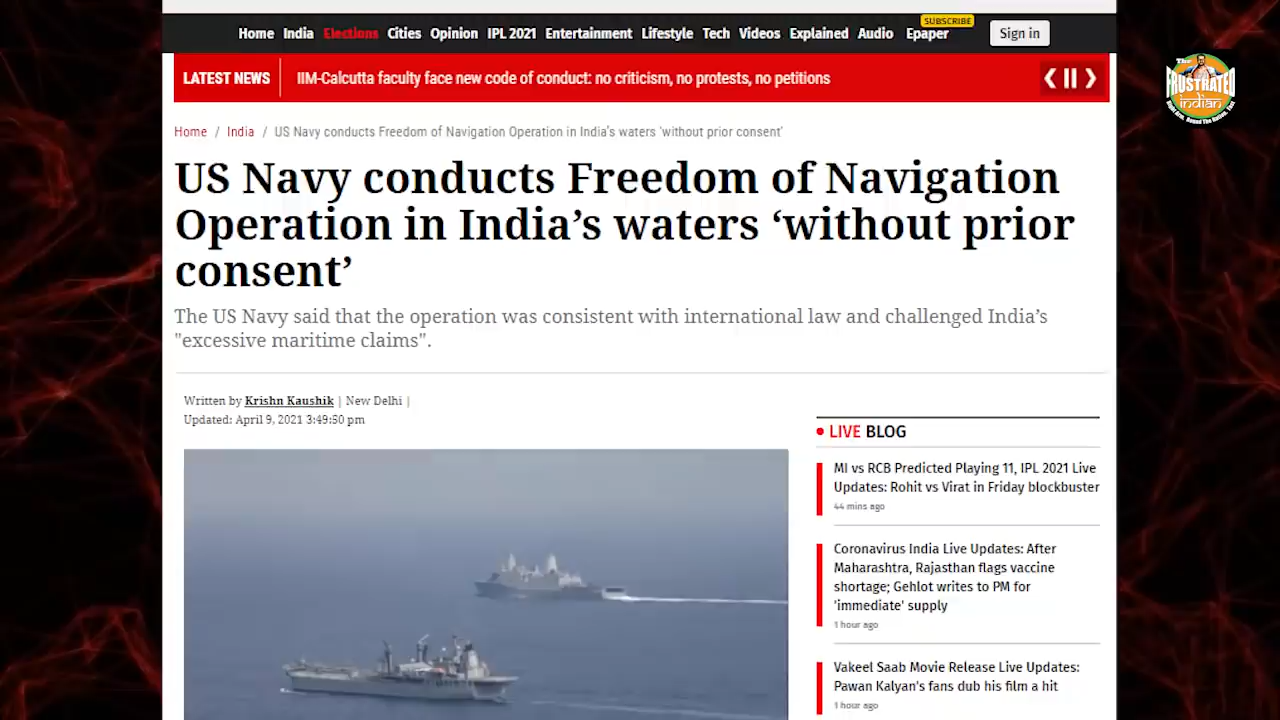 Home India Elections Cities Opinion IPL 2021 Entertainment Lifestyle Tech Videos Explained Audio Epaper SUBSCRIBE Sign in
LATEST NEWS IIM-Calcutta faculty face new code of conduct: no criticism, no protests, no petitions
The
FRUSTRATED
indian
Home / India / US Navy conducts Freedom of Navigation Operation in India's waters 'without prior consent'
US Navy conducts Freedom of Navigation
Operation in India’s waters ‘without prior
consent’
The US Navy said that the operation was consistent with international law and challenged India’s
"excessive maritime claims".
Written by Krishn Kaushik | New Delhi |
Updated: April 9, 2021 3:49:50 pm
LIVE BLOG
MI vs RCB Predicted Playing 11, IPL 2021 Live
Updates: Rohit vs Virat in Friday blockbuster
44 mins ago
Coronavirus India Live Updates: After
Maharashtra, Rajasthan flags vaccine
shortage; Gehlot writes to PM for
'immediate' supply
1 hour ago
Vakeel Saab Movie Release Live Updates:
Pawan Kalyan's fans dub his film a hit
1 hour ago